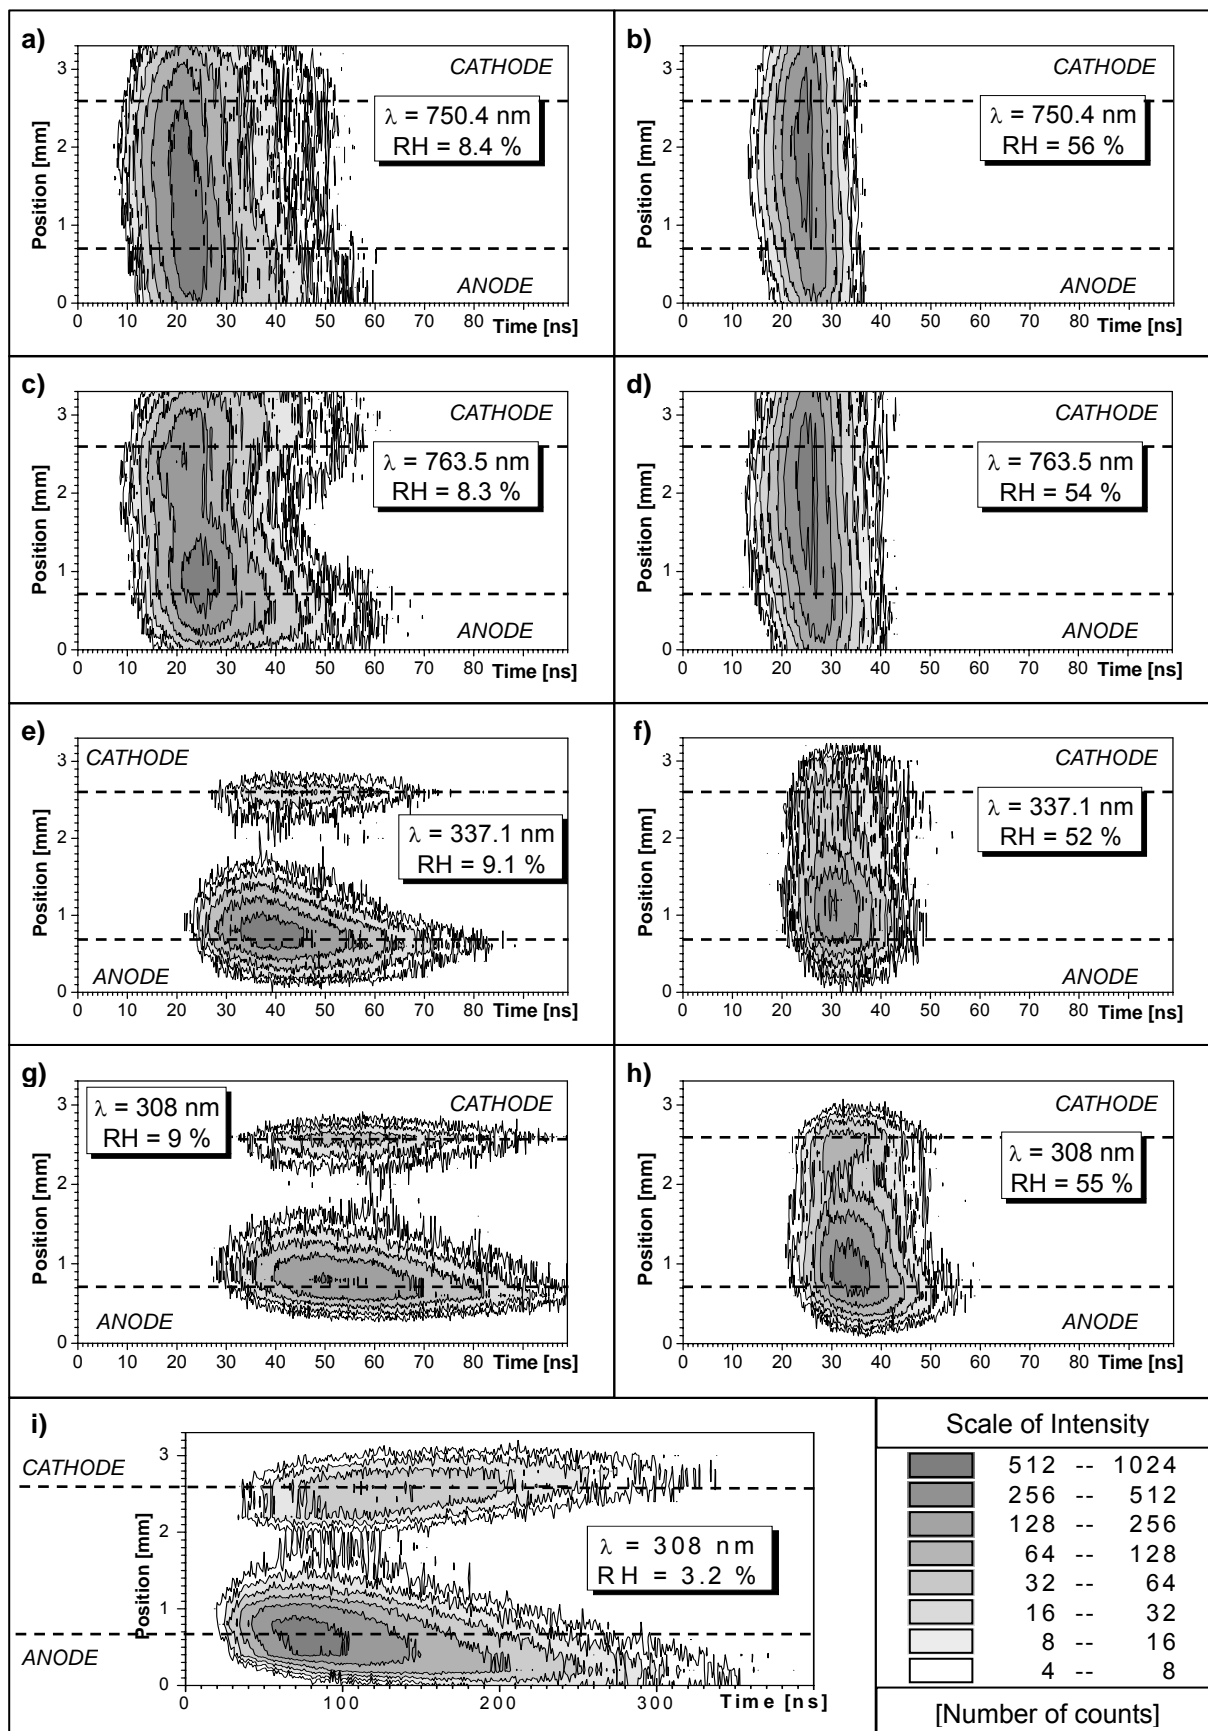 a)
CATHODE
λ = 750.4 nm
RH = 8.4 %
ANODE
Position [mm]
3
2
1
0
0 10 20 30 40 50 60 70 80 Time [ns]
b)
CATHODE
λ = 750.4 nm
RH = 56 %
ANODE
Position [mm]
3
2
1
0
0 10 20 30 40 50 60 70 80 Time [ns]
c)
CATHODE
λ = 763.5 nm
RH = 8.3 %
ANODE
Position [mm]
3
2
1
0
0 10 20 30 40 50 60 70 80 Time [ns]
d)
CATHODE
λ = 763.5 nm
RH = 54 %
ANODE
Position [mm]
3
2
1
0
0 10 20 30 40 50 60 70 80 Time [ns]
e)
CATHODE
λ = 337.1 nm
RH = 9.1 %
ANODE
Position [mm]
3
2
1
0
0 10 20 30 40 50 60 70 80 Time [ns]
f)
CATHODE
λ = 337.1 nm
RH = 52 %
ANODE
Position [mm]
3
2
1
0
0 10 20 30 40 50 60 70 80 Time [ns]
g)
λ = 308 nm
RH = 9 %
CATHODE
ANODE
Position [mm]
3
2
1
0
0 10 20 30 40 50 60 70 80 Time [ns]
h)
CATHODE
λ = 308 nm
RH = 55 %
ANODE
Position [mm]
3
2
1
0
0 10 20 30 40 50 60 70 80 Time [ns]
i)
CATHODE
λ = 308 nm
RH = 3.2 %
ANODE
Position [mm]
3
2
1
0
0 100 200 300 Time [ns]
Scale of Intensity
512 -- 1024
256 -- 512
128 -- 256
64 -- 128
32 -- 64
16 -- 32
8 -- 16
4 -- 8
[Number of counts]